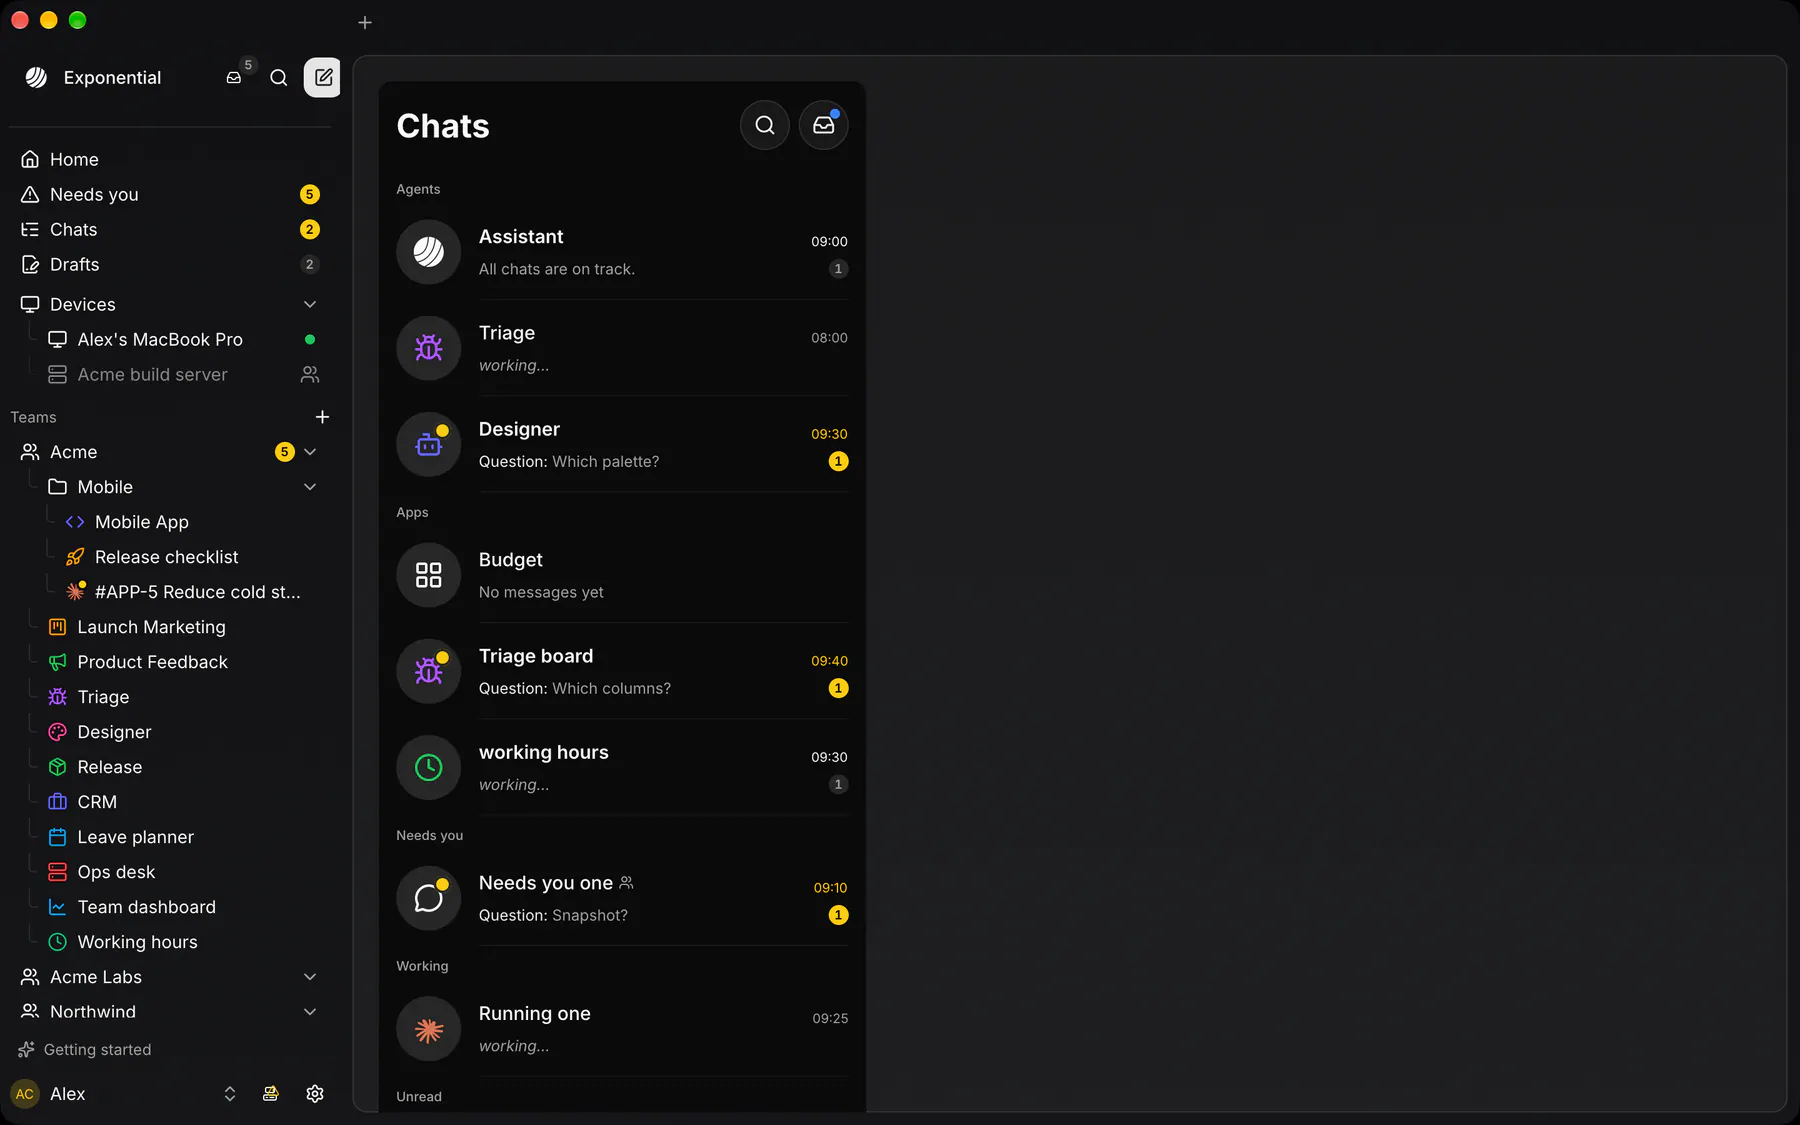 Exponential
5
Home
Needs you
5
Chats
2
Drafts
2
Devices
Alex's MacBook Pro
Acme build server
Teams
Acme
5
Mobile
Mobile App
Release checklist
#APP-5 Reduce cold st...
Launch Marketing
Product Feedback
Triage
Designer
Release
CRM
Leave planner
Ops desk
Team dashboard
Working hours
Acme Labs
Northwind
Getting started
AC Alex
Chats
Agents
Assistant
09:00
All chats are on track.
1
Triage
08:00
working...
Designer
09:30
Question: Which palette?
1
Apps
Budget
No messages yet
Triage board
09:40
Question: Which columns?
1
working hours
09:30
working...
1
Needs you
Needs you one
09:10
Question: Snapshot?
1
Working
Running one
09:25
working...
Unread